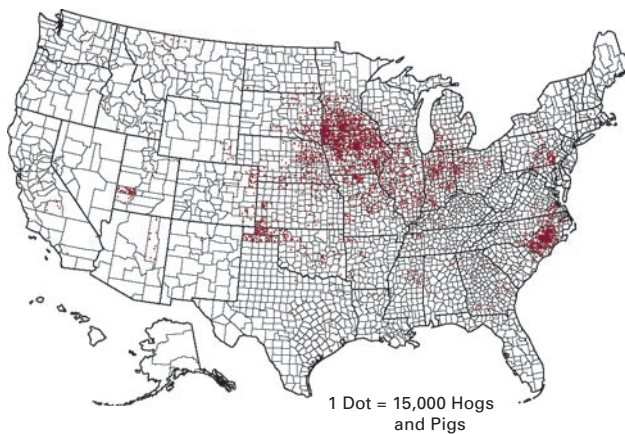 1 Dot = 15,000 Hogs
and Pigs